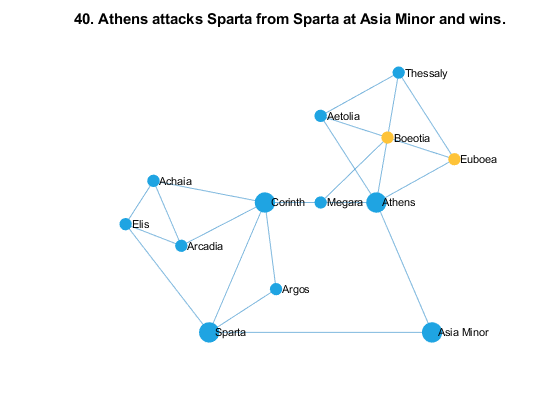 40. Athens attacks Sparta from Sparta at Asia Minor and wins.
Thessaly
Aetolia
Boeotia
Euboea
Achaia
Corinth
Megara
Athens
Elis
Arcadia
Argos
Sparta
Asia Minor